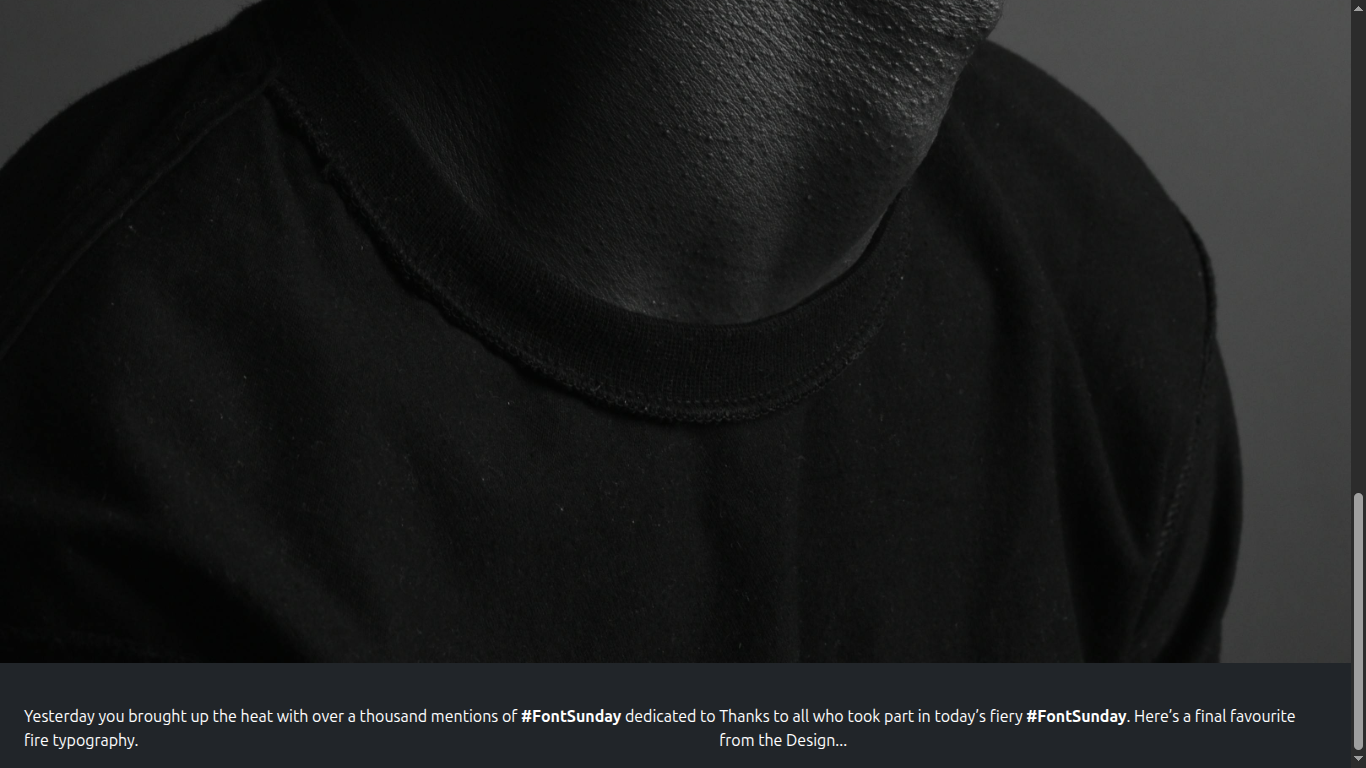 Yesterday you brought up the heat with over a thousand mentions of #FontSunday dedicated to
fire typography.
Thanks to all who took part in today’s fiery #FontSunday. Here’s a final favourite
from the Design...